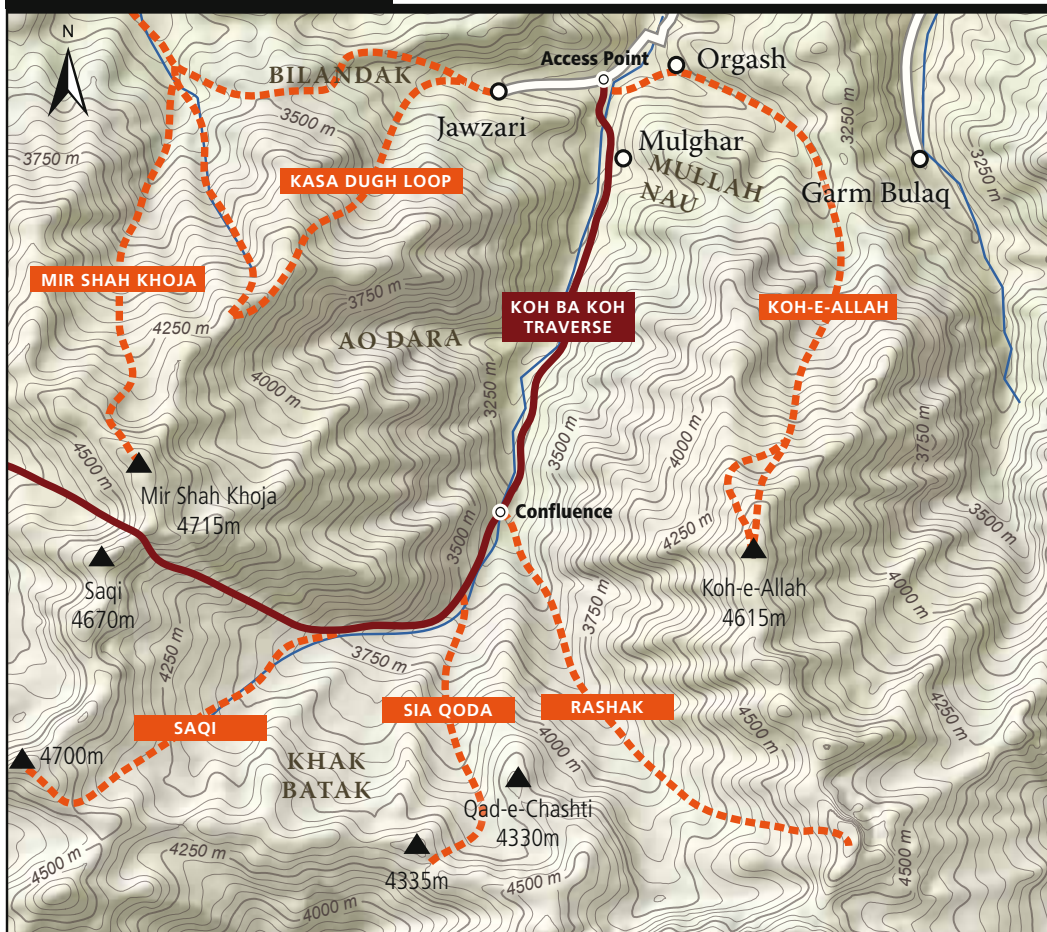 N
Access Point
Orgash
BILANDAK
3500 m
Jawzari
3250 m
3750 m
Mulghar
3250 m
KASA DUGH LOOP
MULLAH
NAU
Garm Bulaq
MIR SHAH KHOJA
3750 m
KOH BA KOH
TRAVERSE
KOH-E-ALLAH
4250 m
AO DARA
4000 m
3250 m
3500 m
4000 m
3750 m
4500 m
Mir Shah Khoja
4715m
Confluence
3500 m
4250 m
3500 m
Saqi
4670m
Koh-e-Allah
4615m
4000 m
3750 m
4250 m
3750 m
SAQI
SIA QODA
RASHAK
4500 m
4250 m
4700m
KHAK
BATAK
4000 m
Qad-e-Chashti
4330m
4250 m
4500 m
4335m
4500 m
4500 m
4000 m